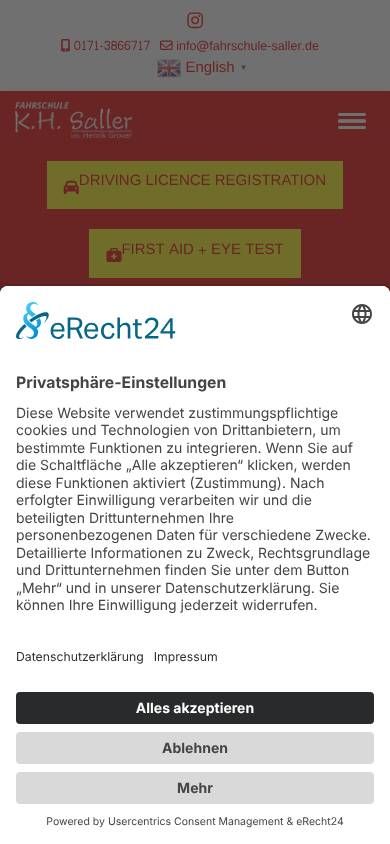 0171-3866717 info@fahrschule-saller.de
English ▼
FAHRSCHULE
K.H. Saller
DRIVING LICENCE REGISTRATION
FIRST AID + EYE TEST
eRecht24
Privatsphäre-Einstellungen
Diese Website verwendet zustimmungspflichtige
cookies und Technologien von Drittanbietern, um
bestimmte Funktionen zu integrieren. Wenn Sie auf
die Schaltfläche „Alle akzeptieren“ klicken, werden
diese Funktionen aktiviert (Zustimmung). Nach
erfolgter Einwilligung verarbeiten wir und die
beteiligten Drittunternehmen Ihre
personenbezogenen Daten für verschiedene Zwecke.
Detaillierte Informationen zu Zweck, Rechtsgrundlage
und Drittunternehmen finden Sie unter dem Button
„Mehr“ und in unserer Datenschutzerklärung. Sie
können Ihre Einwilligung jederzeit widerrufen.
Datenschutzerklärung Impressum
Alles akzeptieren
Ablehnen
Mehr
Powered by Usercentrics Consent Management & eRecht24